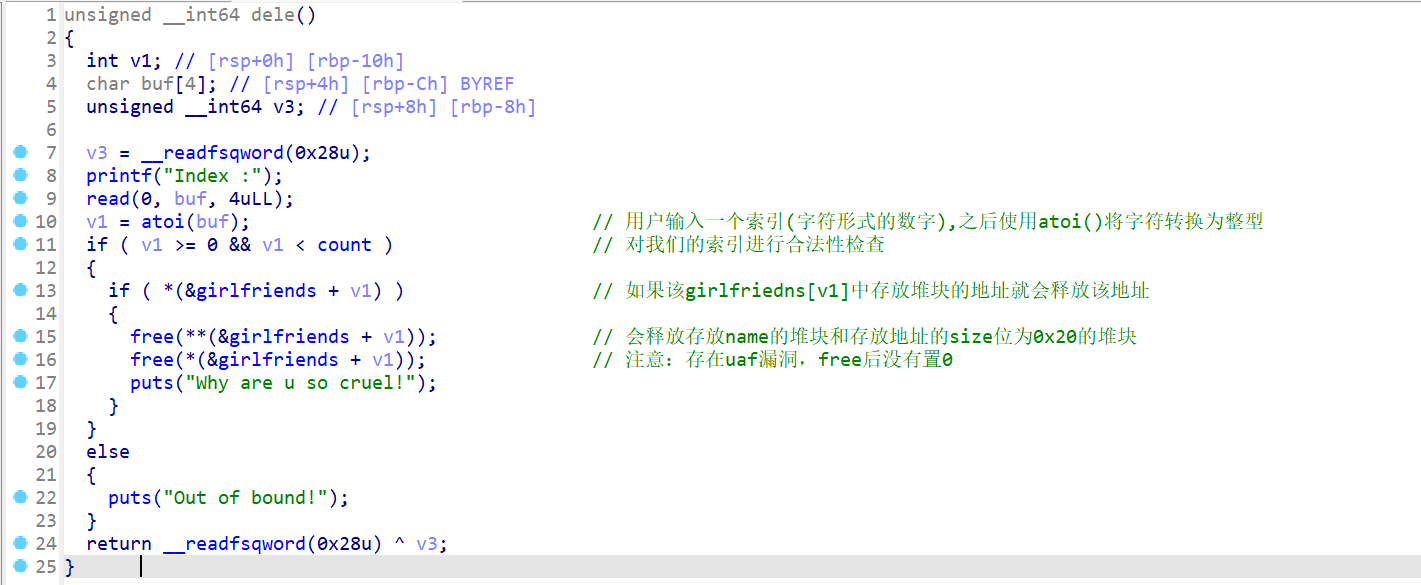 1 unsigned __int64 dele()
2 {
3 int v1; // [rsp+0h] [rbp-10h]
4 char buf[4]; // [rsp+4h] [rbp-Ch] BYREF
5 unsigned __int64 v3; // [rsp+8h] [rbp-8h]
6
7 v3 = __readfsqword(0x28u);
8 printf("Index :");
9 read(0, buf, 4uLL);
10 v1 = atoi(buf); // 用户输入一个索引(字符形式的数字),之后使用atoi()将字符转换为整型
11 if ( v1 >= 0 && v1 < count ) // 对我们的索引进行合法性检查
12 {
13 if ( *(&girlfriends + v1) ) // 如果该girlfriedns[v1]中存放堆块的地址就会释放该地址
14 {
15 free(**(&girlfriends + v1)); // 会释放存放name的堆块和存放地址的size位为0x20的堆块
16 free(*(&girlfriends + v1)); // 注意：存在uaf漏洞，free后没有置0
17 puts("Why are u so cruel!");
18 }
19 }
20 else
21 {
22 puts("Out of bound!");
23 }
24 return __readfsqword(0x28u) ^ v3;
25 }